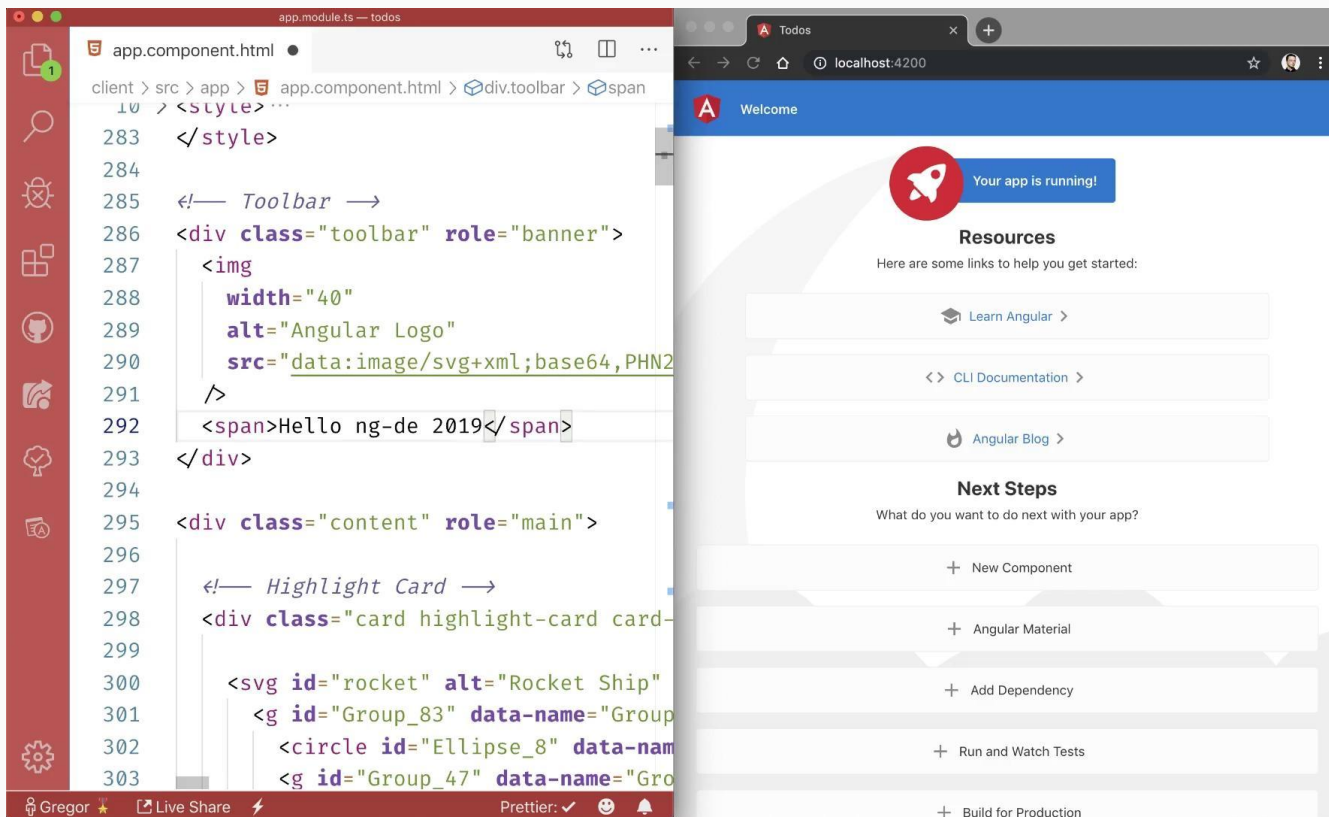 app.module.ts — todos
app.component.html
1
client > src > app > app.component.html > div.toolbar > span
10 > <style>...
283 </style>
284
285 <!-- Toolbar -->
286 <div class="toolbar" role="banner">
287 <img
288 width="40"
289 alt="Angular Logo"
290 src="data:image/svg+xml;base64,PHN2
291 />
292 <span>Hello ng-de 2019</span>
293 </div>
294
295 <div class="content" role="main">
296
297 <!-- Highlight Card -->
298 <div class="card highlight-card card-
299
300 <svg id="rocket" alt="Rocket Ship"
301 <g id="Group_83" data-name="Group
302 <circle id="Ellipse_8" data-nam
303 <g id="Group_47" data-name="Gro
Gregor Live Share Prettier: ✓
Todos
localhost:4200
Welcome
Your app is running!
Resources
Here are some links to help you get started:
Learn Angular >
CLI Documentation >
Angular Blog >
Next Steps
What do you want to do next with your app?
+ New Component
+ Angular Material
+ Add Dependency
+ Run and Watch Tests
+ Build for Production